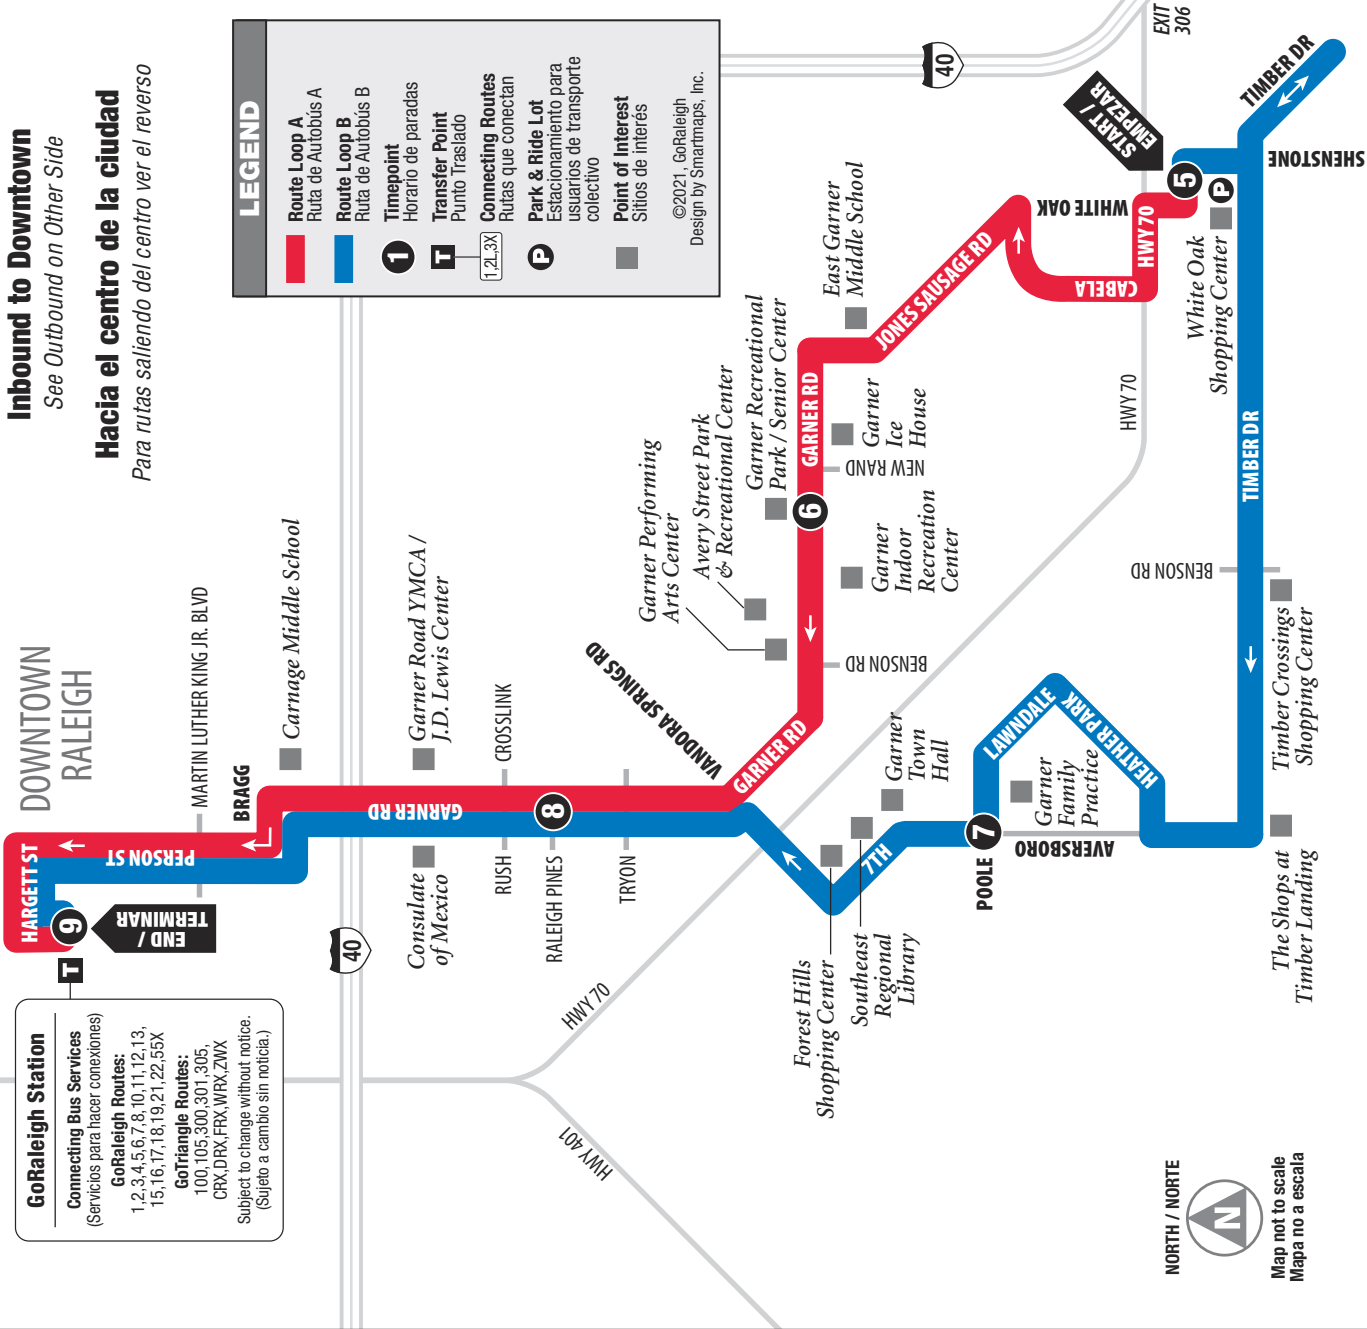 Inbound to Downtown
See Outbound on Other Side
Hacia el centro de la ciudad
Para rutas saliendo del centro ver el reverso
LEGEND
Route Loop A
Ruta de Autobús A
Route Loop B
Ruta de Autobús B
1
Timepoint
Horario de paradas
T
Transfer Point
Punto Traslado
1,2L,3X
Connecting Routes
Rutas que conectan
P
Park & Ride Lot
Estacionamiento para
usuarios de transporte
colectivo
Point of Interest
Sitios de interés
©2021, GoRaleigh
Design by Smartmaps, Inc.
DOWNTOWN
RALEIGH
GoRaleigh Station
Connecting Bus Services
(Servicios para hacer conexiones)
GoRaleigh Routes:
1,2,3,4,5,6,7,8,10,11,12,13,
15,16,17,18,19,21,22,55X
GoTriangle Routes:
100,105,300,301,305,
CRX,DRX,FRX,WRX,ZWX
Subject to change without notice.
(Sujeto a cambio sin noticia.)
T
9
END /
TERMINAR
HARGETT ST
PERSON ST
MARTIN LUTHER KING JR. BLVD
BRAGG
Carnage Middle School
40
Garner Road YMCA /
J.D. Lewis Center
Consulate
of Mexico
GARNER RD
RUSH
CROSSLINK
8
RALEIGH PINES
TRYON
HWY 70
HWY 401
VANDORA SPRINGS RD
GARNER RD
Garner Performing
Arts Center
Avery Street Park
& Recreational Center
Garner Recreational
Park / Senior Center
BENSON RD
6
GARNER RD
NEW RAND
Garner
Indoor
Recreation
Center
Garner
Ice
House
East Garner
Middle School
JONES SAUSAGE RD
WHITE OAK
CABELA
HWY 70
HWY 70
40
EXIT
306
START /
EMPEZAR
5
P
White Oak
Shopping Center
TIMBER DR
SHENSTONE
TIMBER DR
BENSON RD
Timber Crossings
Shopping Center
The Shops at
Timber Landing
HEATHER PARK
LAWNDALE
AVERSBORO
Garner
Family
Practice
POOLE
7
7TH
Garner
Town
Hall
Southeast
Regional
Library
Forest Hills
Shopping Center
NORTH / NORTE
N
Map not to scale
Mapa no a escala